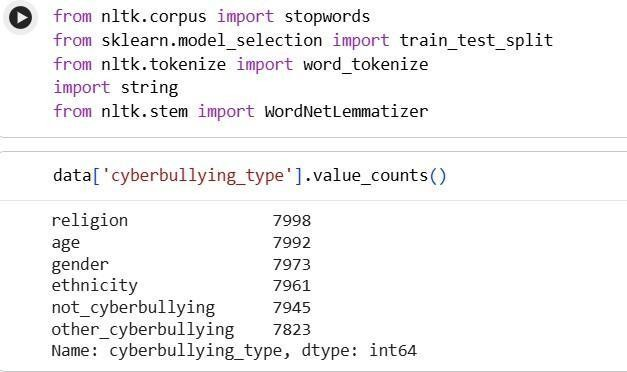 from nltk.corpus import stopwords
from sklearn.model_selection import train_test_split
from nltk.tokenize import word_tokenize
import string
from nltk.stem import WordNetLemmatizer
data['cyberbullying_type'].value_counts()
religion 7998
age 7992
gender 7973
ethnicity 7961
not_cyberbullying 7945
other_cyberbullying 7823
Name: cyberbullying_type, dtype: int64